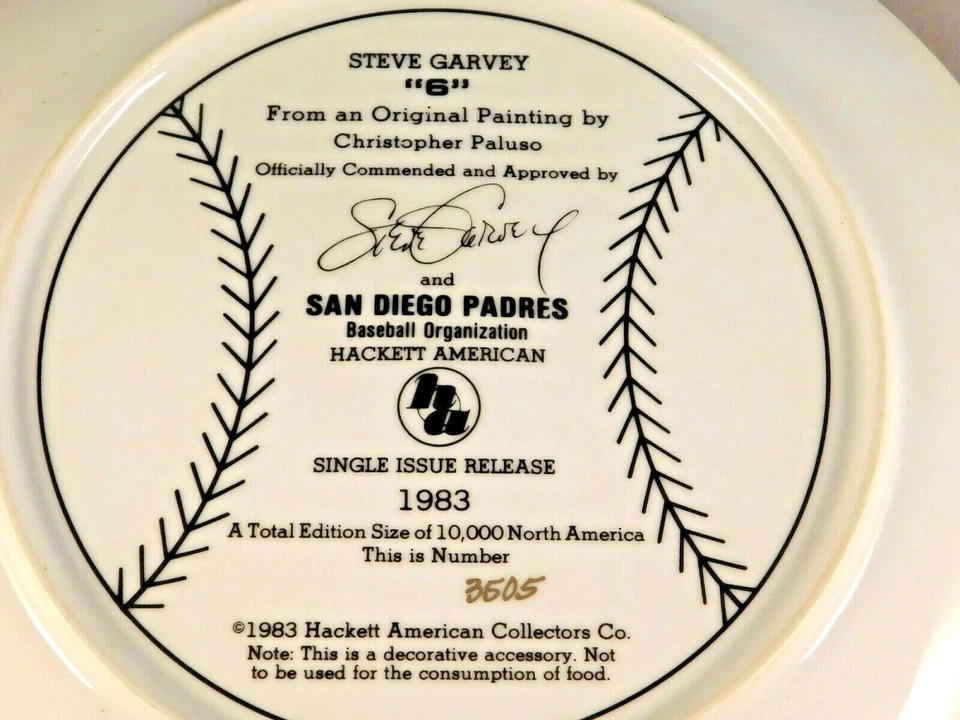 STEVE GARVEY
"6"
From an Original Painting by
Christopher Paluso
Officially Commended and Approved by
Steve Garvey
and
SAN DIEGO PADRES
Baseball Organization
HACKETT AMERICAN
ha
SINGLE ISSUE RELEASE
1983
A Total Edition Size of 10,000 North America
This is Number
3505
©1983 Hackett American Collectors Co.
Note: This is a decorative accessory. Not
to be used for the consumption of food.